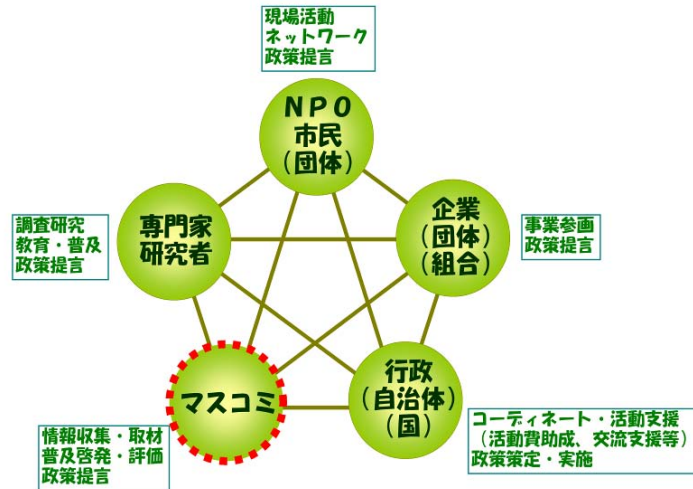 現場活動
ネットワーク
政策提言
NPO
市民
(団体)
専門家
研究者
調査研究
教育・普及
政策提言
企業
(団体)
(組合)
事業参画
政策提言
マスコミ
情報収集・取材
普及啓発・評価
政策提言
行政
(自治体)
(国)
コーディネート・活動支援
(活動費助成、交流支援等)
政策策定・実施